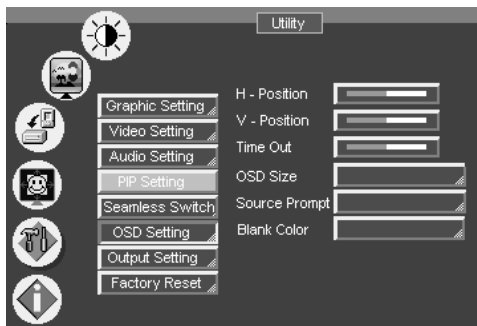 Utility
Graphic Setting
Video Setting
Audio Setting
PIP Setting
Seamless Switch
OSD Setting
Output Setting
Factory Reset
H - Position
V - Position
Time Out
OSD Size
Source Prompt
Blank Color